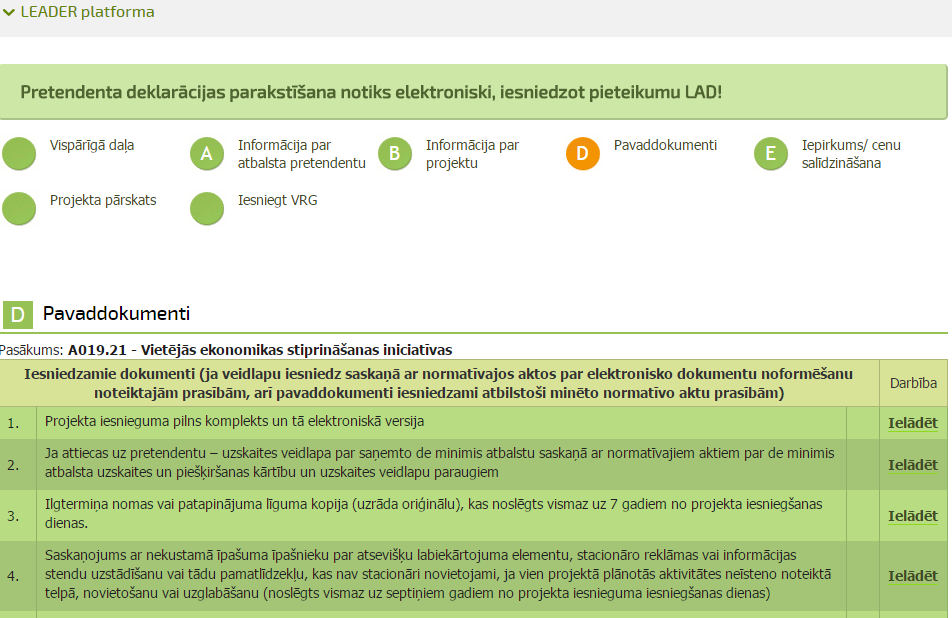 LEADER platforma
Pretendenta deklarācijas parakstīšana notiks elektroniski, iesniedzot pieteikumu LAD!
Vispārīgā daļa
A Informācija par
atbalsta pretendentu
B Informācija par
projektu
D Pavaddokumenti
E Iepirkums/ cenu
salīdzināšana
Projekta pārskats
Iesniegt VRG
D Pavaddokumenti
Pasākums: A019.21 - Vietējās ekonomikas stiprināšanas iniciatīvas
Iesniedzamie dokumenti (ja veidlapu iesniedz saskaņā ar normatīvajos aktos par elektronisko dokumentu noformēšanu
noteiktajām prasībām, arī pavaddokumenti iesniedzami atbilstoši minēto normatīvo aktu prasībām)
Darbība
1. Projekta iesnieguma pilns komplekts un tā elektroniskā versija Ielādēt
2. Ja attiecas uz pretendentu – uzskaites veidlapa par saņemto de minimis atbalstu saskaņā ar normatīvajiem aktiem par de minimis
atbalsta uzskaites un piešķiršanas kārtību un uzskaites veidlapu paraugiem Ielādēt
3. Ilgtermiņa nomas vai patapinājuma līguma kopija (uzrāda oriģinālu), kas noslēgts vismaz uz 7 gadiem no projekta iesniegšanas
dienas. Ielādēt
4. Saskaņojums ar nekustamā īpašuma īpašnieku par atsevišķu labiekārtojuma elementu, stacionāro reklāmas vai informācijas
stendu uzstādīšanu vai tādu pamatlīdzekļu, kas nav stacionāri novietojami, ja vien projektā plānotās aktivitātes neīsteno noteiktā
telpā, novietošanu vai uzglabāšanu (noslēgts vismaz uz septiņiem gadiem no projekta iesnieguma iesniegšanas dienas) Ielādēt